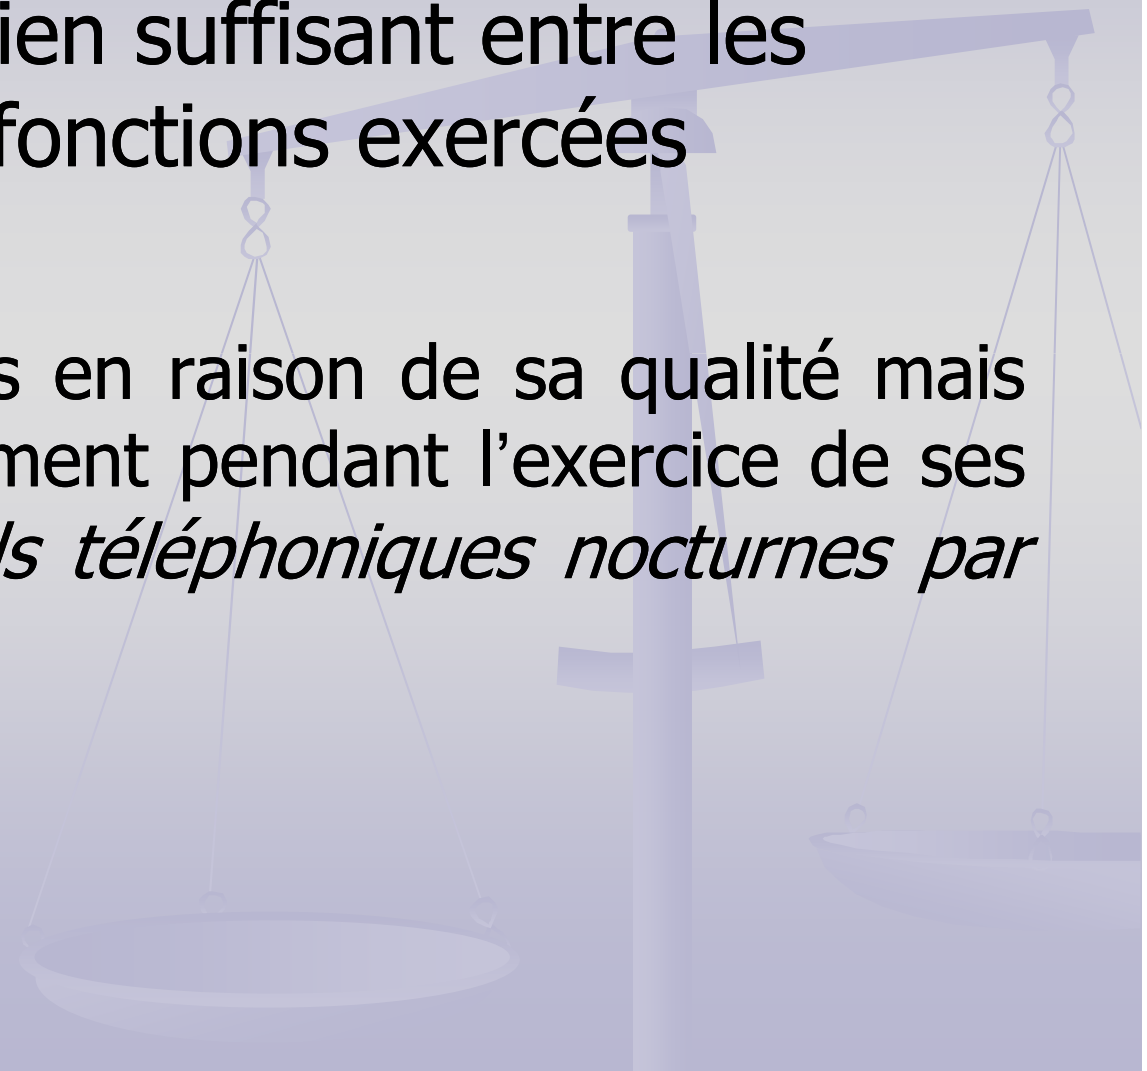 ien suffisant entre les
fonctions exercées
s en raison de sa qualité mais
ment pendant l’exercice de ses
ls téléphoniques nocturnes par